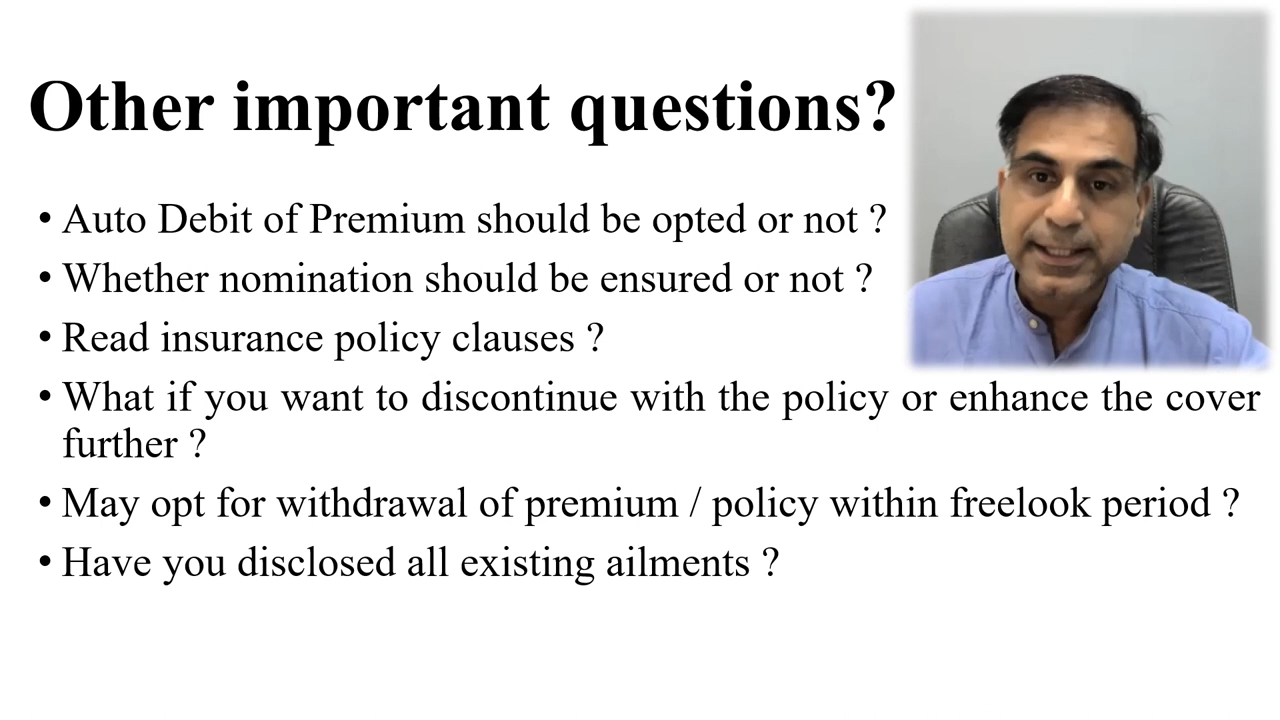 Other important questions?
• Auto Debit of Premium should be opted or not ?
• Whether nomination should be ensured or not ?
• Read insurance policy clauses ?
• What if you want to discontinue with the policy or enhance the cover
further ?
• May opt for withdrawal of premium / policy within freelook period ?
• Have you disclosed all existing ailments ?